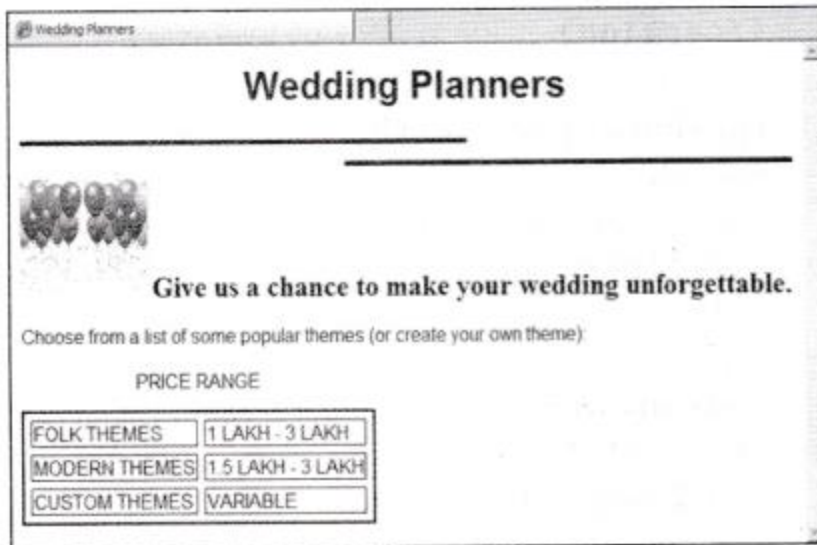 Wedding Planners
Wedding Planners
Give us a chance to make your wedding unforgettable.
Choose from a list of some popular themes (or create your own theme):
PRICE RANGE
FOLK THEMES 1 LAKH - 3 LAKH
MODERN THEMES 1.5 LAKH - 3 LAKH
CUSTOM THEMES VARIABLE